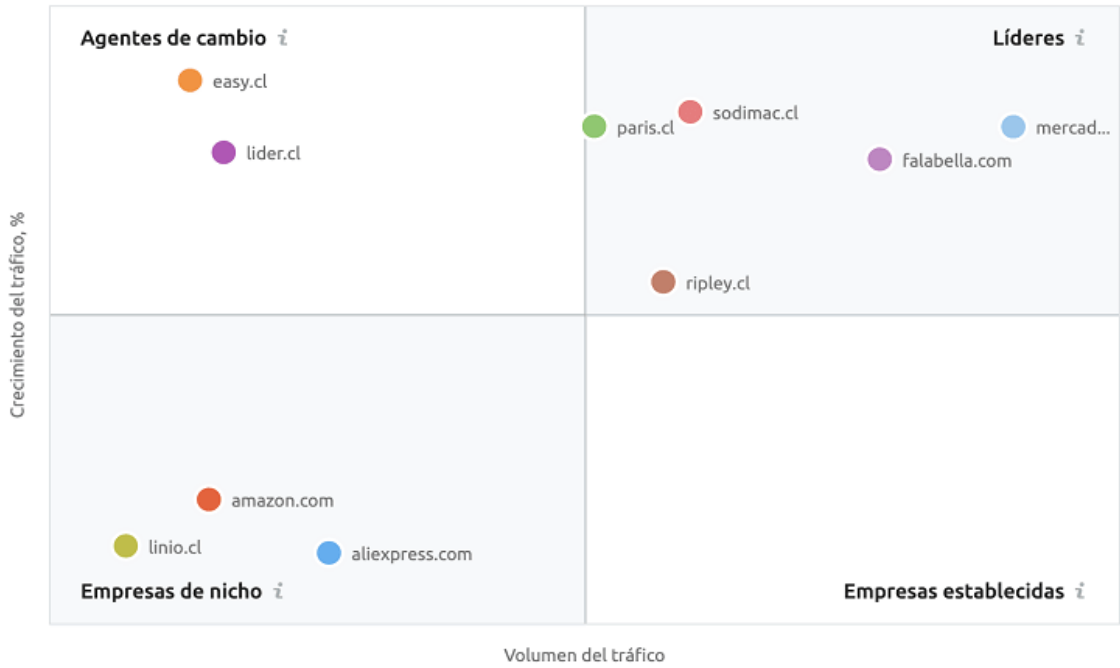 Agentes de cambio i
Líderes i
easy.cl
sodimac.cl
paris.cl
mercad...
lider.cl
falabella.com
ripley.cl
Crecimiento del tráfico, %
amazon.com
linio.cl
aliexpress.com
Empresas de nicho i
Empresas establecidas i
Volumen del tráfico